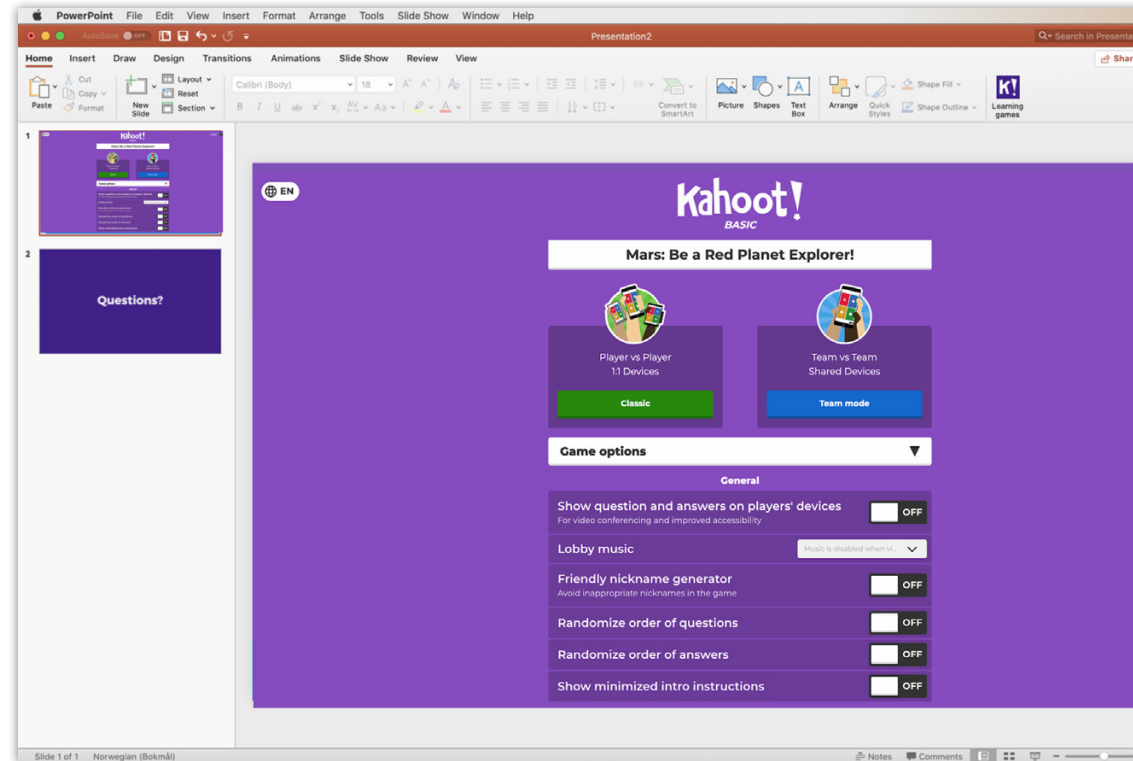 PowerPoint File Edit View Insert Format Arrange Tools Slide Show Window Help
AutoSave OFF Presentation2 Search in Presenta
Home Insert Draw Design Transitions Animations Slide Show Review View Shar
Cut Layout Calibri (Body) 18 Shape Fill
Copy Reset
Paste Format New Slide Section Convert to SmartArt Picture Shapes Text Box Arrange Quick Styles Shape Outline Learning games
1
2
Questions?
EN
Kahoot!
BASIC
Mars: Be a Red Planet Explorer!
Player vs Player
1:1 Devices
Classic
Team vs Team
Shared Devices
Team mode
Game options
General
Show question and answers on players' devices OFF
For video conferencing and improved accessibility
Lobby music Music is disabled when vi...
Friendly nickname generator OFF
Avoid inappropriate nicknames in the game
Randomize order of questions OFF
Randomize order of answers OFF
Show minimized intro instructions OFF
Slide 1 of 1 Norwegian (Bokmål) Notes Comments